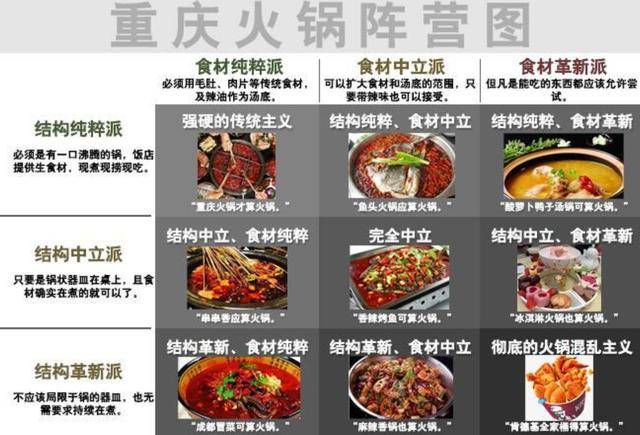 重庆火锅阵营图
食材纯粹派
必须用毛肚、肉片等传统食材,
及辣油作为汤底。
食材中立派
可以扩大食材和汤底的范围,只
要带辣味也可以接受。
食材革新派
但凡是能吃的东西都应该允许尝
试。
结构纯粹派
必须是有一口沸腾的锅,饭店
提供生食材,现煮现捞现吃。
强硬的传统主义
“重庆火锅才算火锅。”
结构纯粹、食材中立
“鱼头火锅应算火锅。”
结构纯粹、食材革新
“酸萝卜鸭子汤锅可算火锅。”
结构中立派
只要是锅状器皿在桌上,且食
材确实在煮的就可以了。
结构中立、食材纯粹
“串串香应算火锅。”
完全中立
“香辣烤鱼可算火锅。”
结构中立、食材革新
“冰淇淋火锅也算火锅。”
结构革新派
不应该局限于锅的器皿,也无
需要求持续在煮。
结构革新、食材纯粹
“成都冒菜可算火锅。”
结构革新、食材中立
“麻辣香锅也算火锅。”
彻底的火锅混乱主义
“肯德基全家桶得算火锅。”